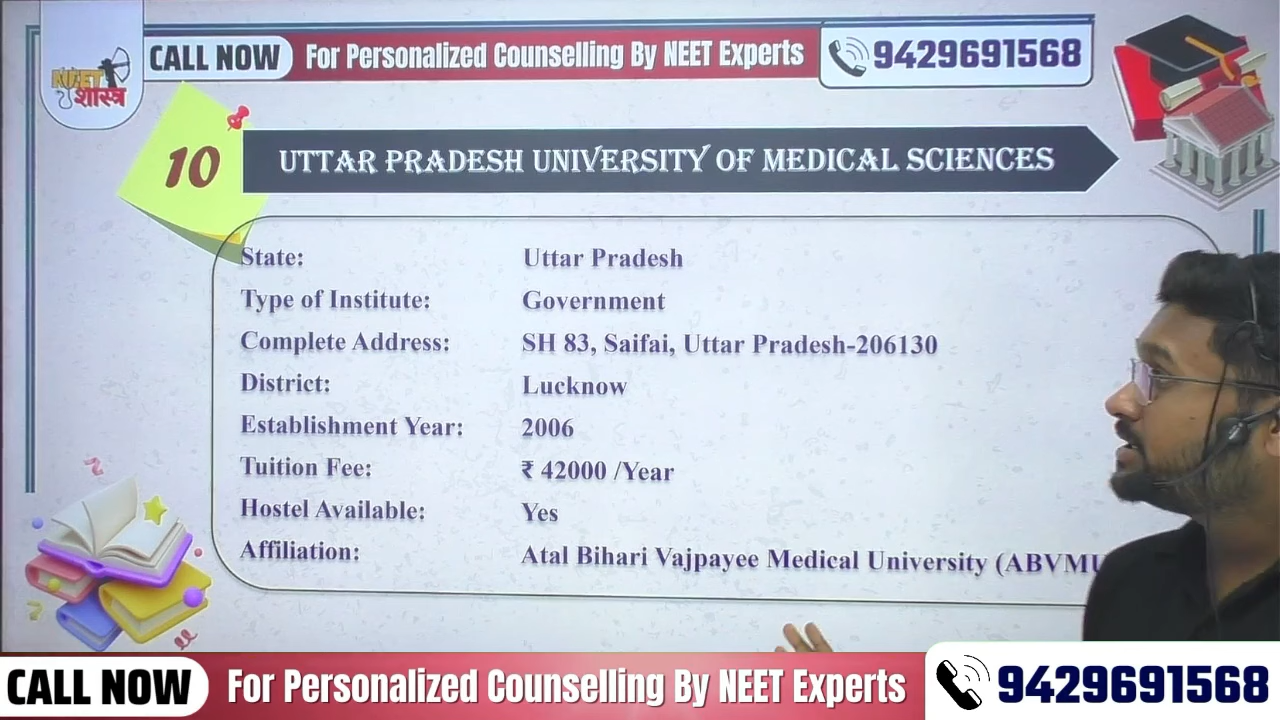 CALL NOW For Personalized Counselling By NEET Experts 9429691568
NEET
शास्त्र
10 UTTAR PRADESH UNIVERSITY OF MEDICAL SCIENCES
State: Uttar Pradesh
Type of Institute: Government
Complete Address: SH 83, Saifai, Uttar Pradesh-206130
District: Lucknow
Establishment Year: 2006
Tuition Fee: ₹ 42000 /Year
Hostel Available: Yes
Affiliation: Atal Bihari Vajpayee Medical University (ABVMU
CALL NOW For Personalized Counselling By NEET Experts 9429691568